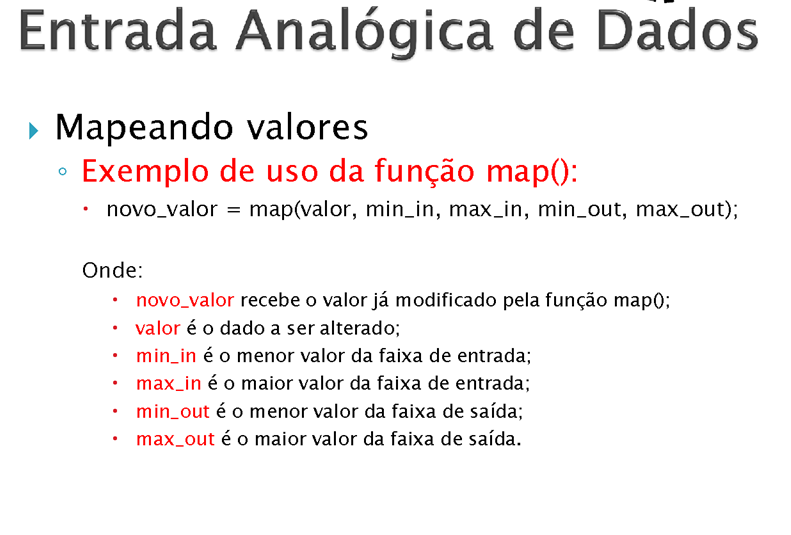 Entrada Analógica de Dados
Mapeando valores
Exemplo de uso da função map():
novo_valor = map(valor, min_in, max_in, min_out, max_out);
Onde:
novo_valor recebe o valor já modificado pela função map();
valor é o dado a ser alterado;
min_in é o menor valor da faixa de entrada;
max_in é o maior valor da faixa de entrada;
min_out é o menor valor da faixa de saída;
max_out é o maior valor da faixa de saída.